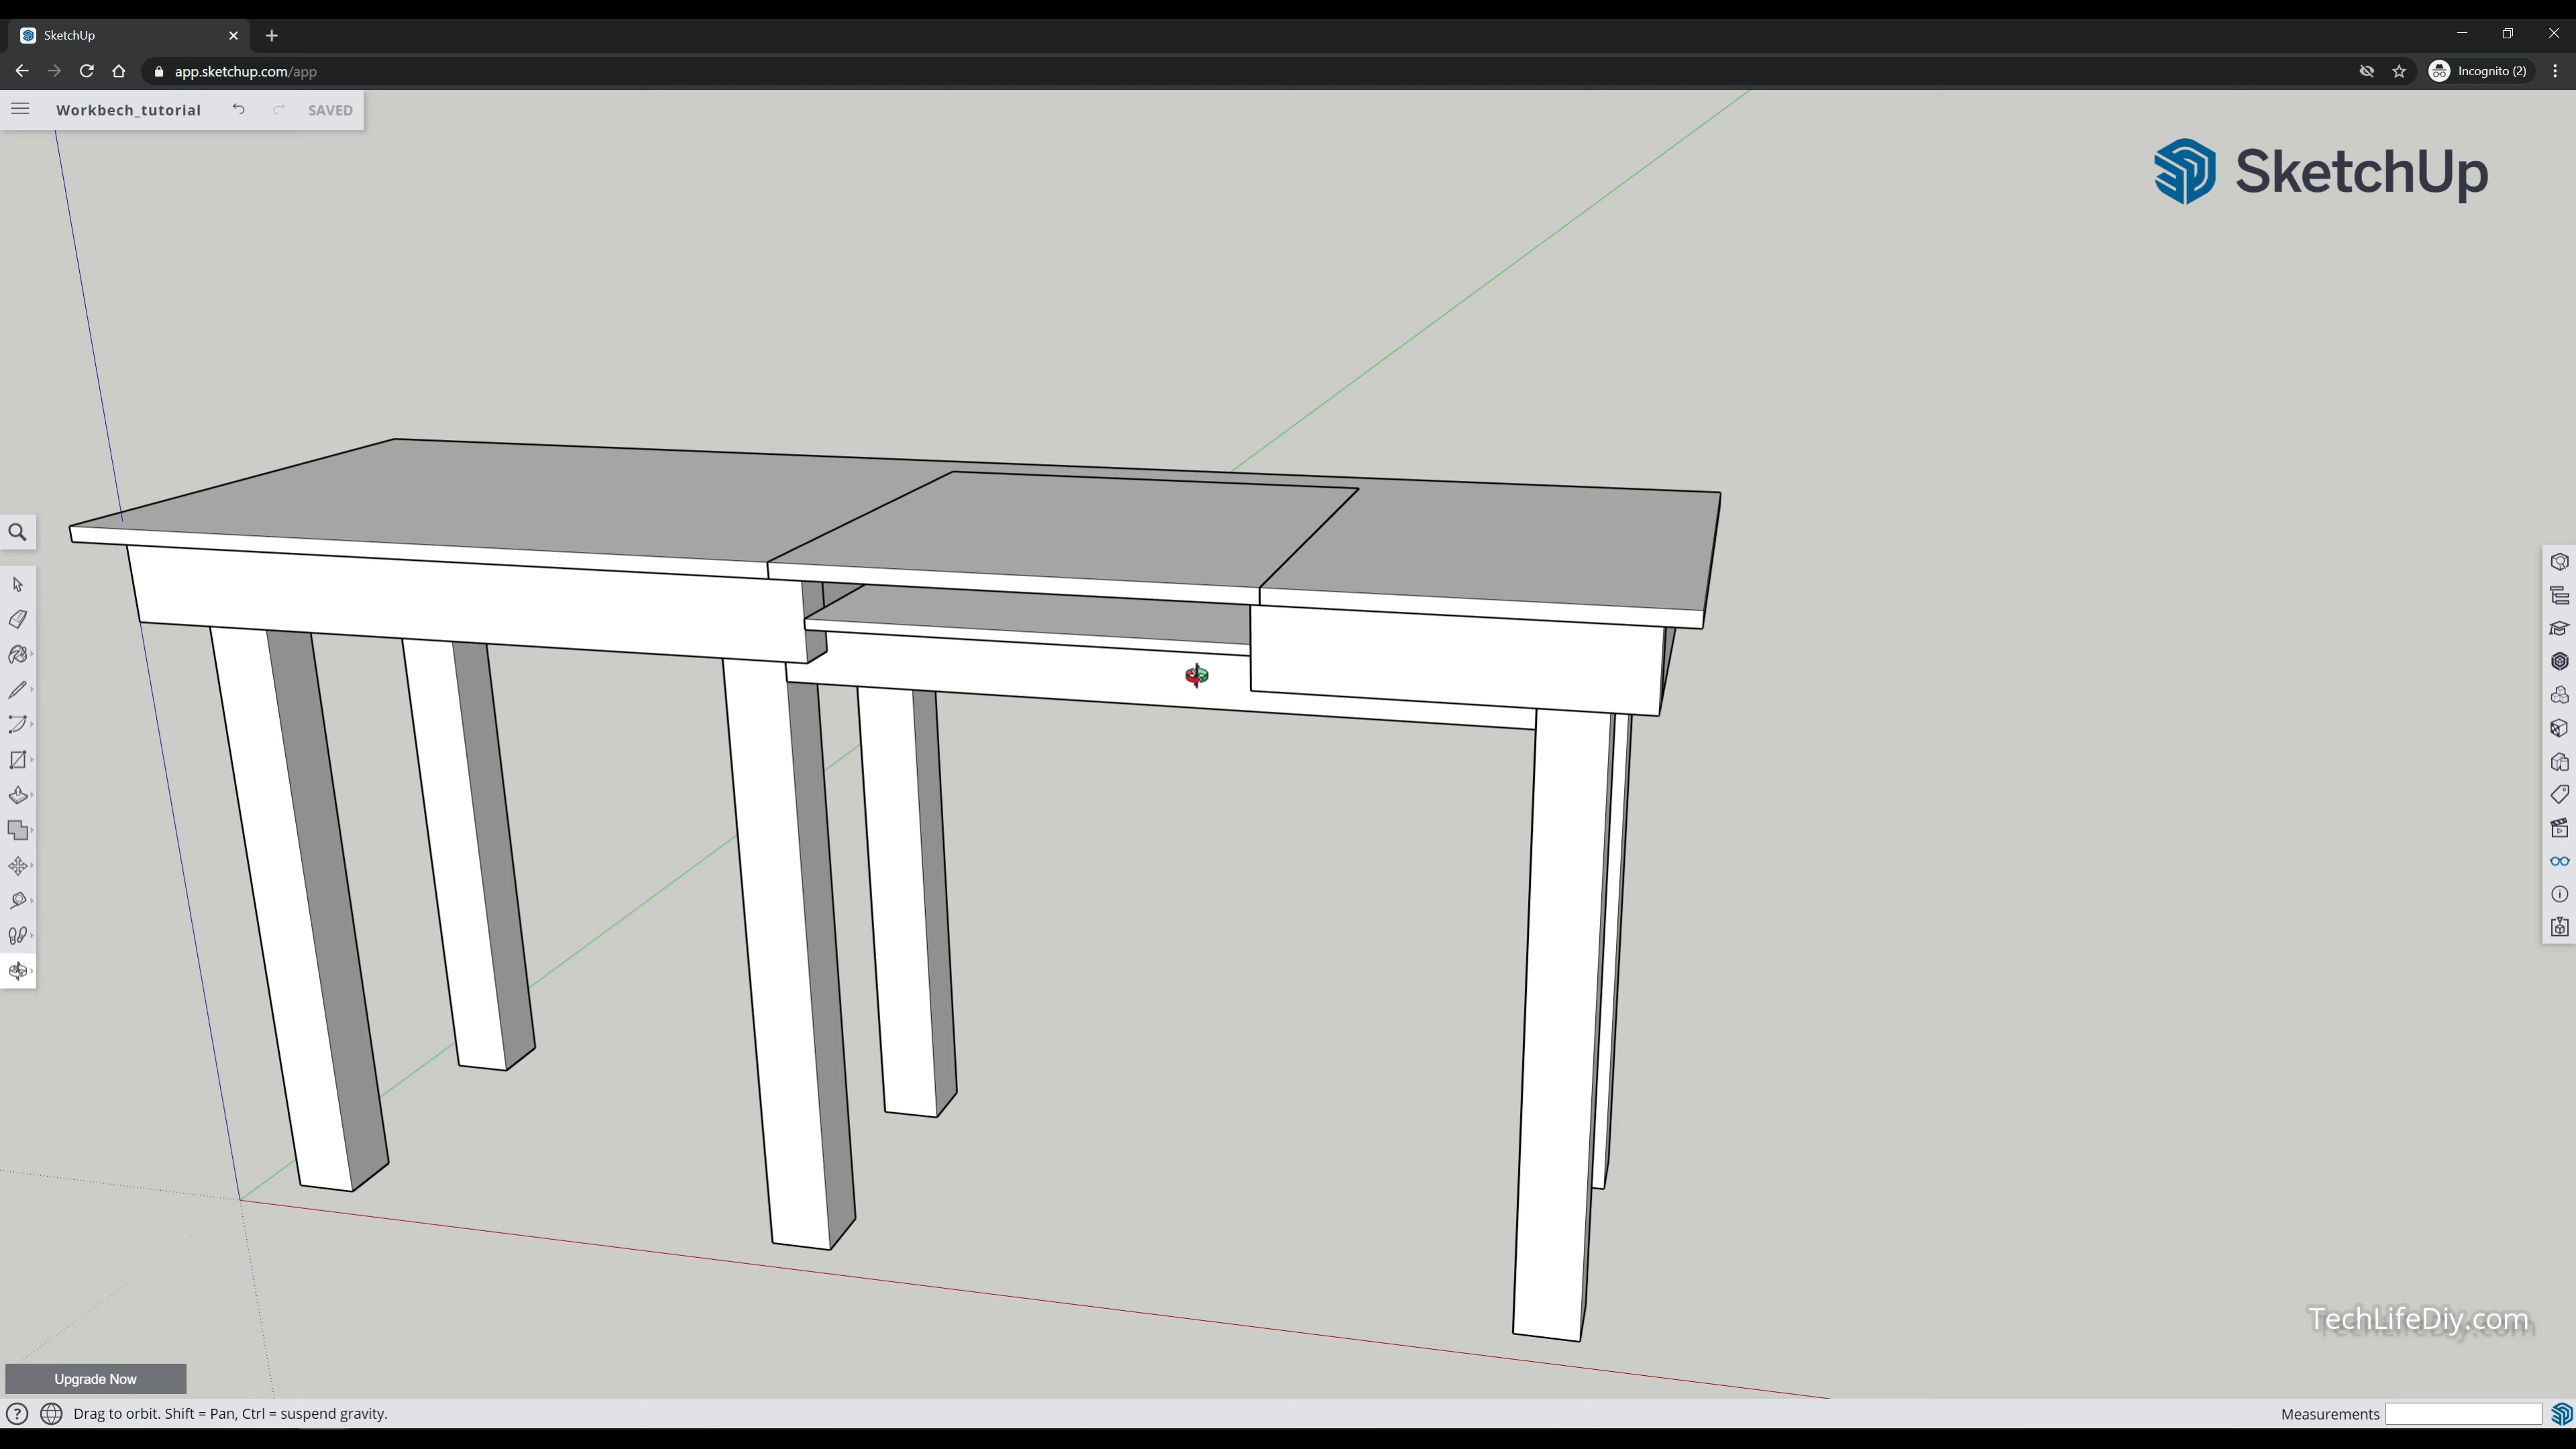 SketchUp
app.sketchup.com/app
Incognito (2)
Workbech_tutorial
SAVED
SketchUp
TechLifeDiy.com
Upgrade Now
Drag to orbit. Shift = Pan, Ctrl = suspend gravity.
Measurements